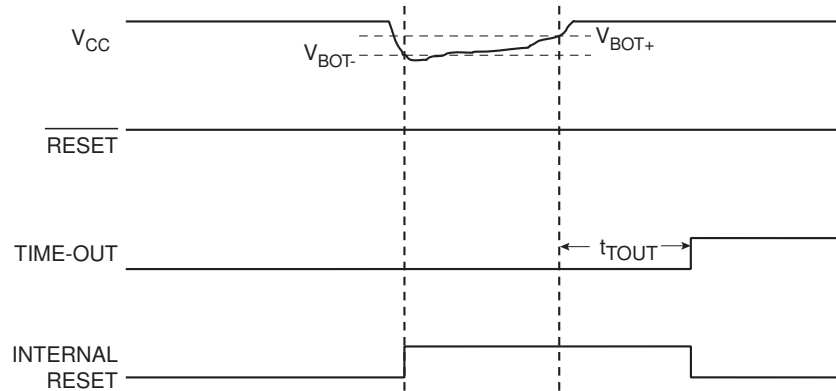 VCC
VBOT-
VBOT+
RESET
TIME-OUT
tTOUT
INTERNAL
RESET